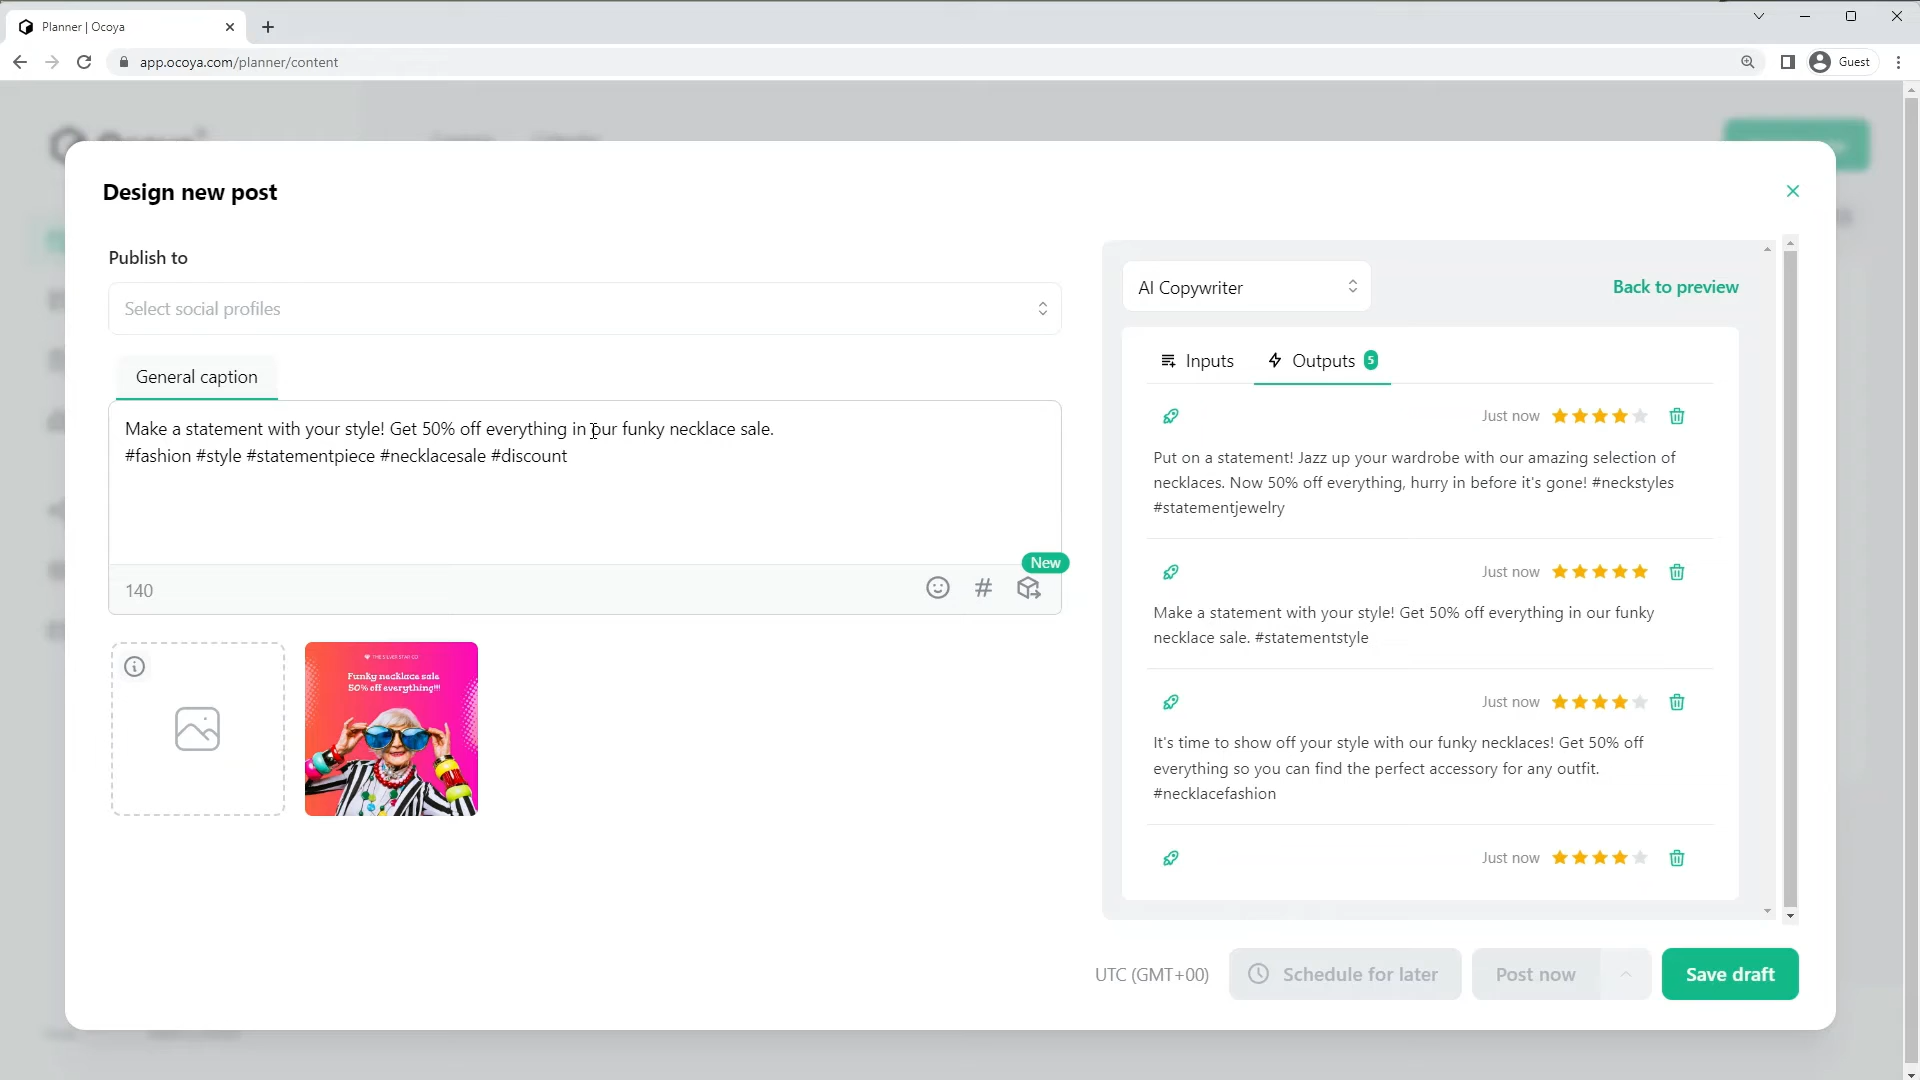 Planner | Ocoya
app.ocoya.com/planner/content
Guest
Design new post
Publish to
Select social profiles
General caption
Make a statement with your style! Get 50% off everything in our funky necklace sale.
#fashion #style #statementpiece #necklacesale #discount
New
140
Funky necklace sale
50% off everything!!!
AI Copywriter
Back to preview
Inputs
Outputs 5
Just now
Put on a statement! Jazz up your wardrobe with our amazing selection of
necklaces. Now 50% off everything, hurry in before it's gone! #neckstyles
#statementjewelry
Just now
Make a statement with your style! Get 50% off everything in our funky
necklace sale. #statementstyle
Just now
It's time to show off your style with our funky necklaces! Get 50% off
everything so you can find the perfect accessory for any outfit.
#necklacefashion
Just now
UTC (GMT+00)
Schedule for later
Post now
Save draft